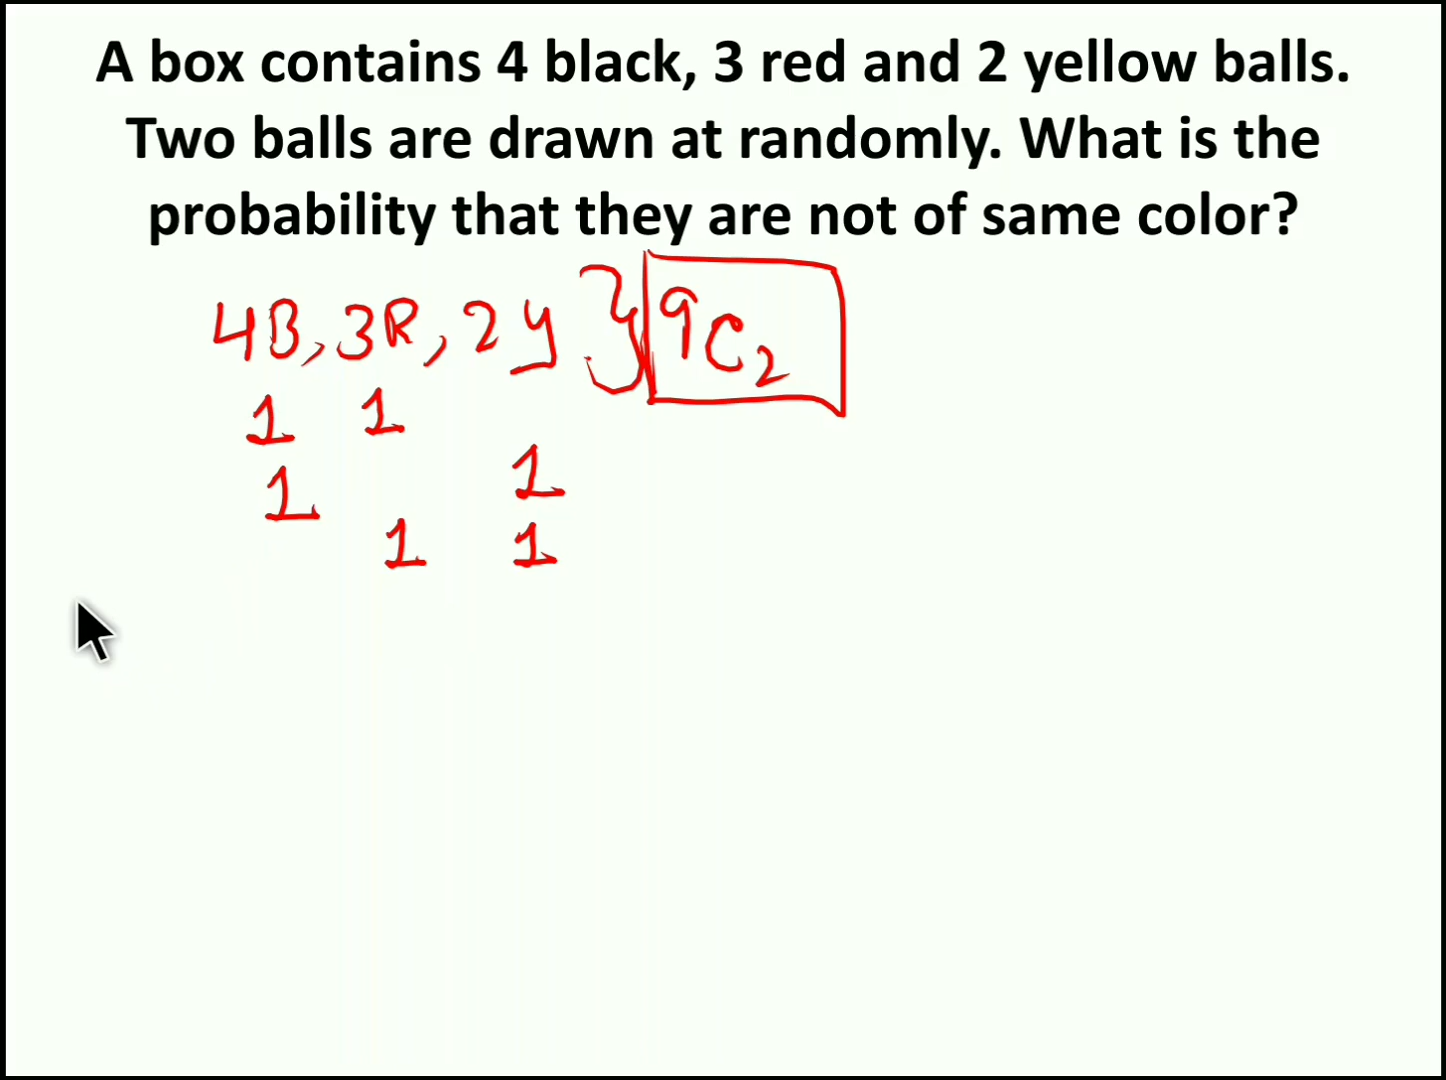 A box contains 4 black, 3 red and 2 yellow balls.
Two balls are drawn at randomly. What is the
probability that they are not of same color?
4B, 3R, 2y } 9C2
1 1
1 1
1 1